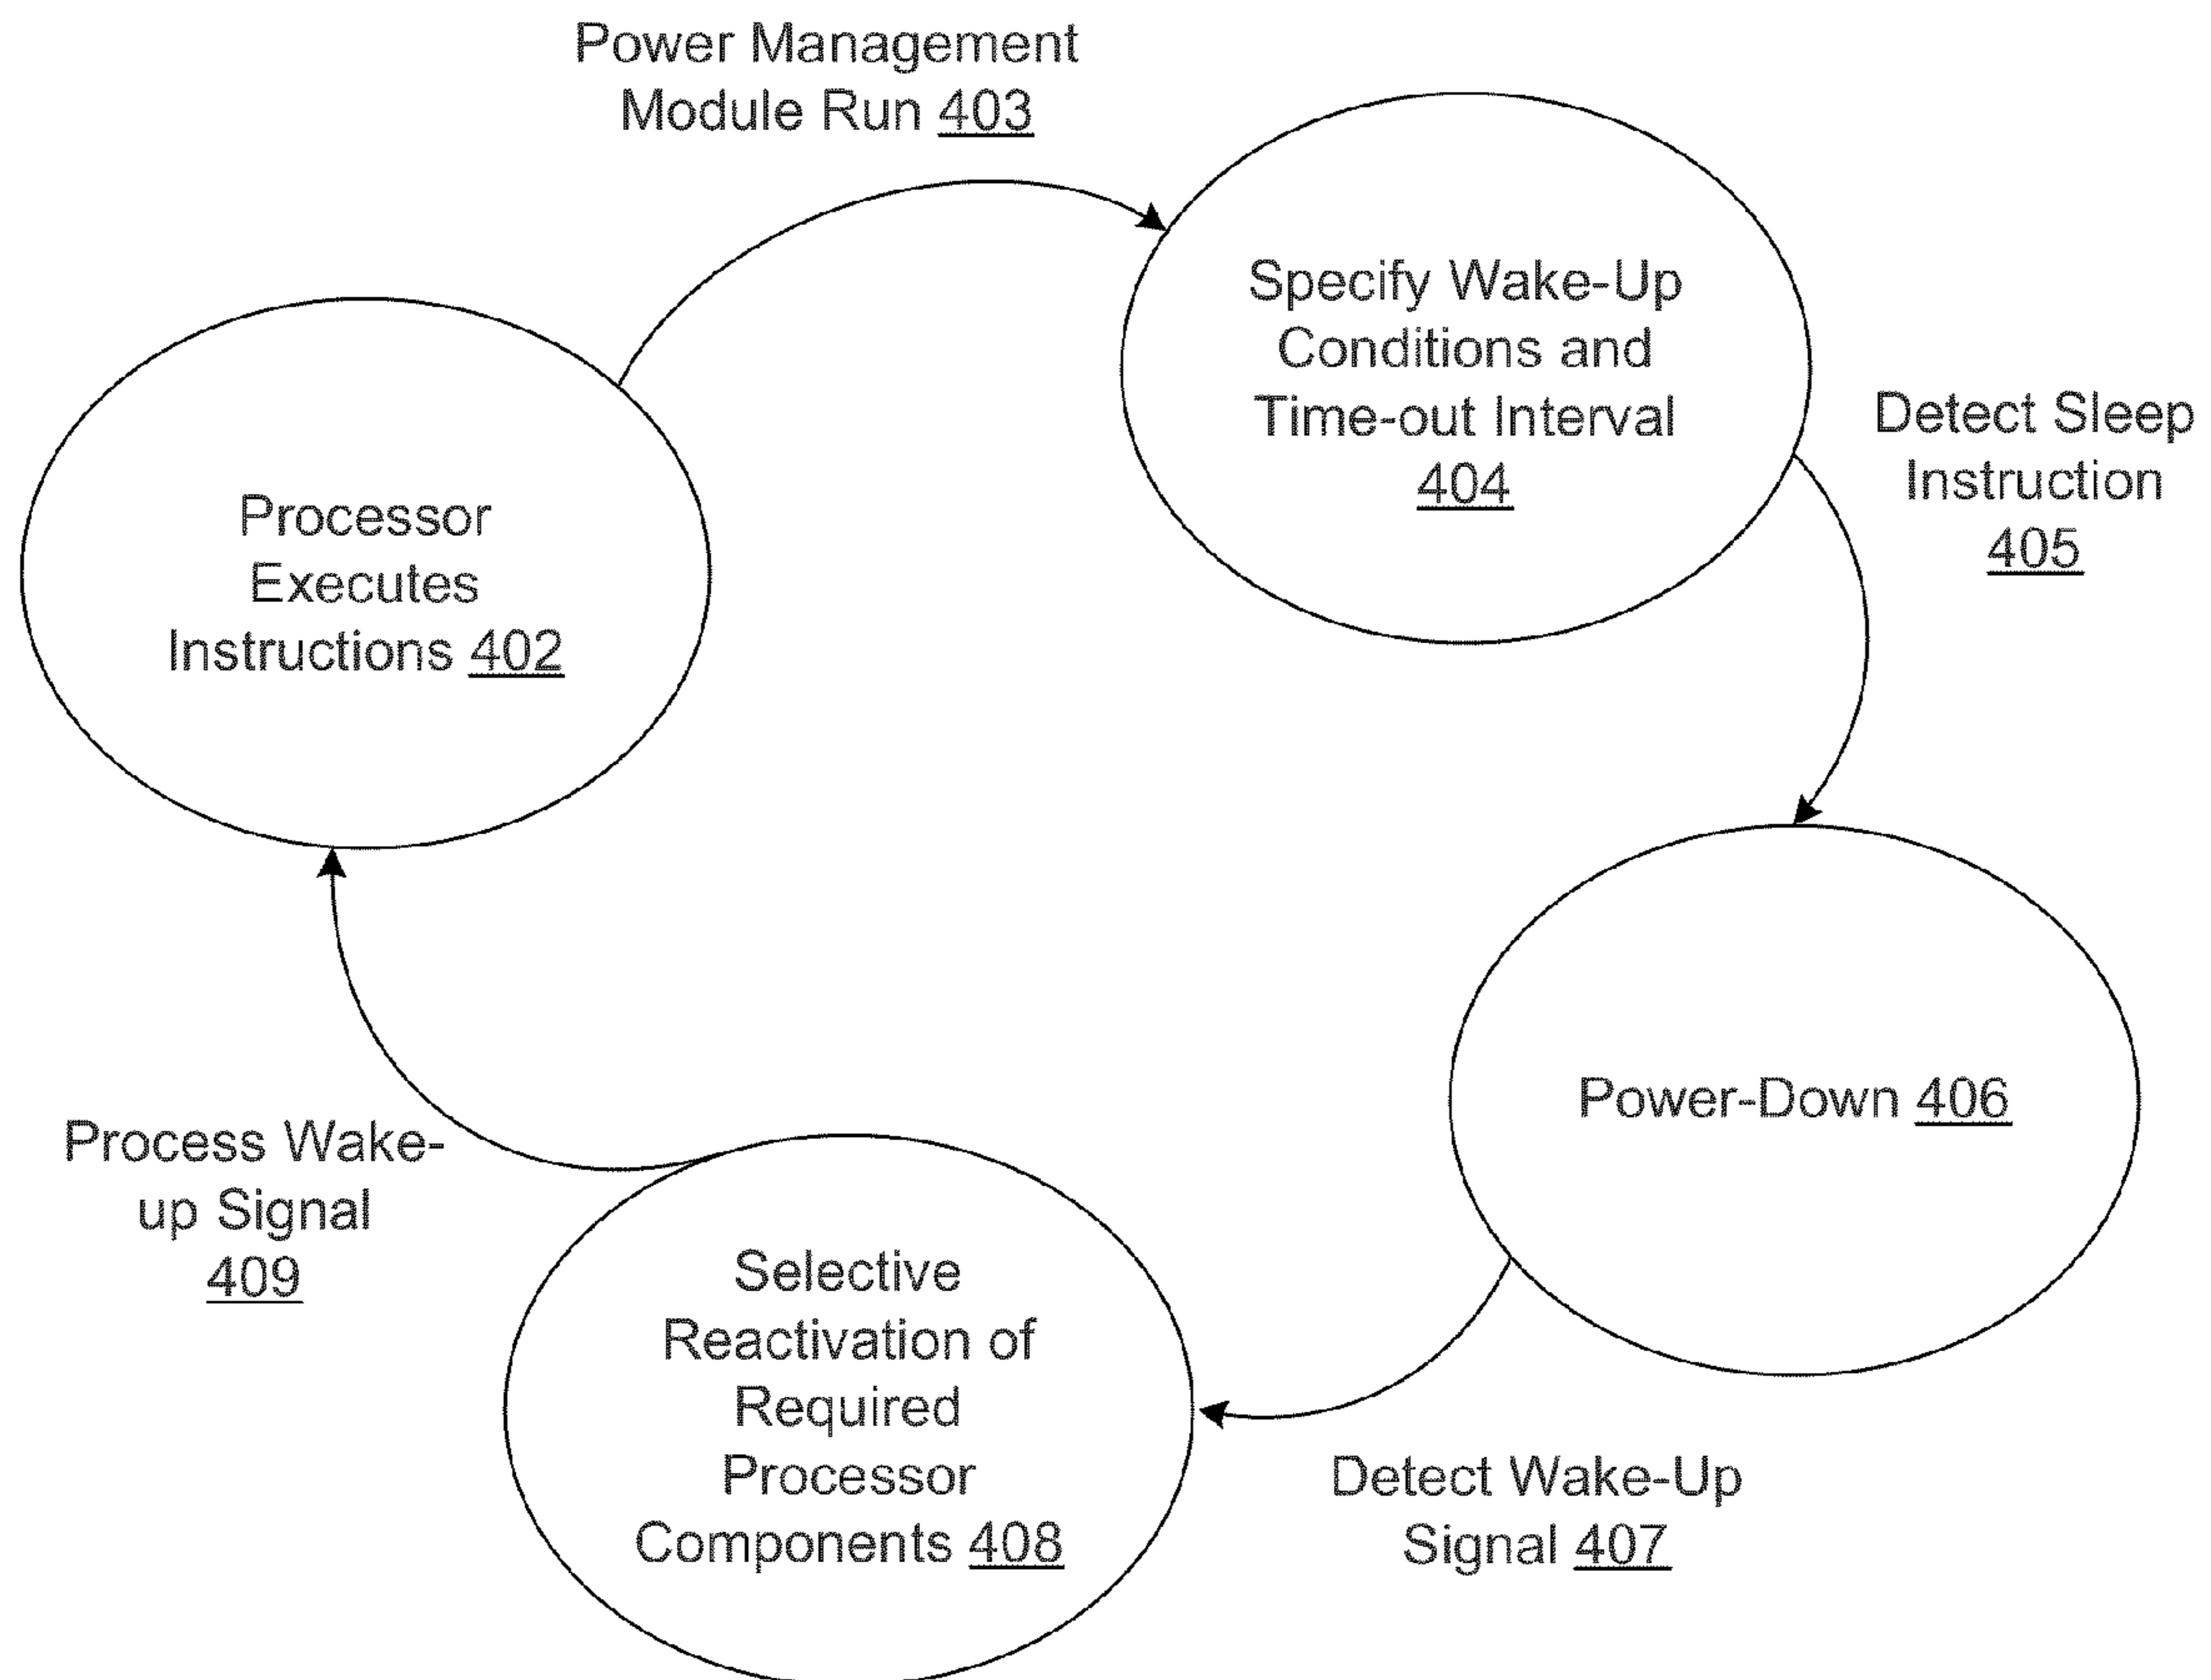 Power Management
Module Run 403
Specify Wake-Up
Conditions and
Time-out Interval
404
Detect Sleep
Instruction
405
Processor
Executes
Instructions 402
Power-Down 406
Process Wake-
up Signal
409
Selective
Reactivation of
Required
Processor
Components 408
Detect Wake-Up
Signal 407